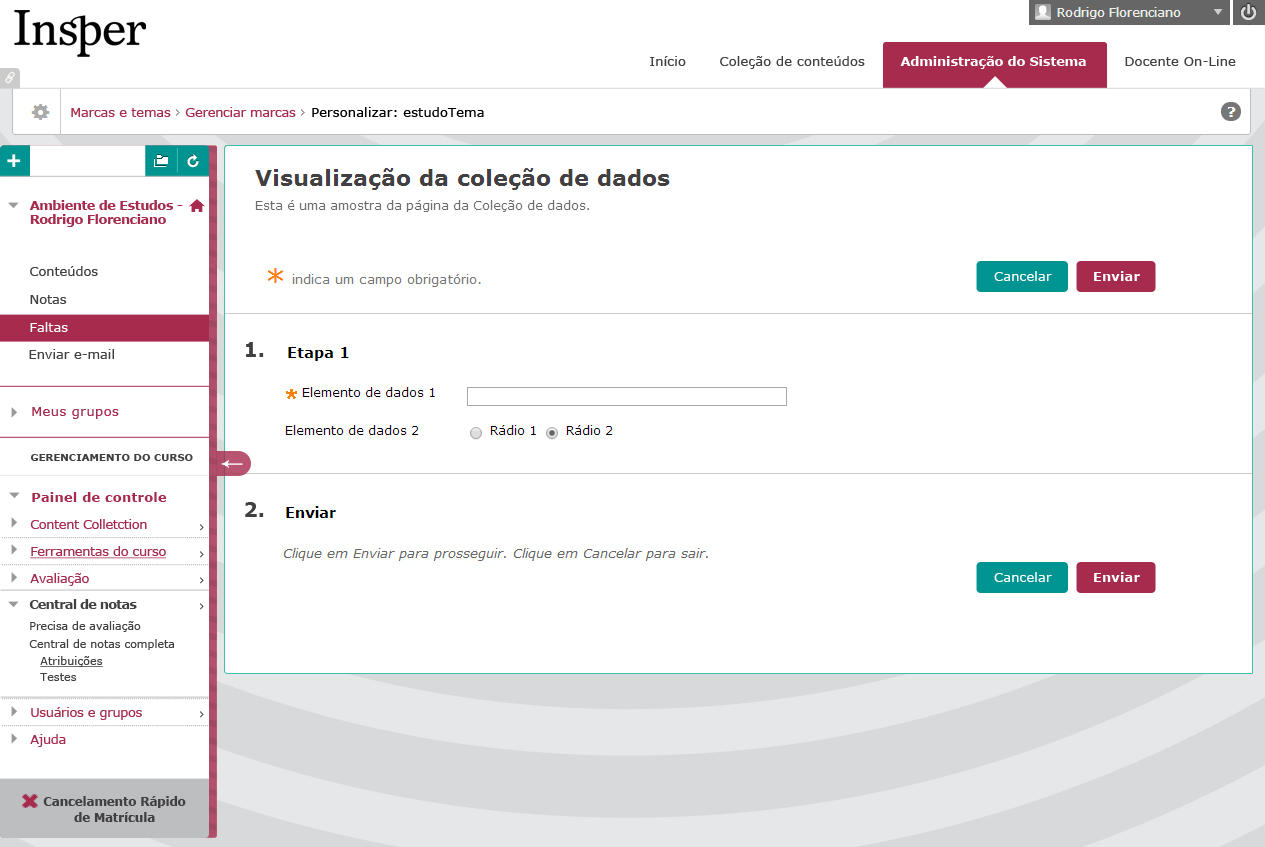 Insper
Rodrigo Florenciano
Início
Coleção de conteúdos
Administração do Sistema
Docente On-Line
Marcas e temas › Gerenciar marcas › Personalizar: estudoTema
?
Ambiente de Estudos -
Rodrigo Florenciano
Conteúdos
Notas
Faltas
Enviar e-mail
Meus grupos
GERENCIAMENTO DO CURSO
Painel de controle
Content Colletction
Ferramentas do curso
Avaliação
Central de notas
Precisa de avaliação
Central de notas completa
Atribuições
Testes
Usuários e grupos
Ajuda
Cancelamento Rápido
de Matrícula
Visualização da coleção de dados
Esta é uma amostra da página da Coleção de dados.
* indica um campo obrigatório.
Cancelar
Enviar
1. Etapa 1
* Elemento de dados 1
Elemento de dados 2 Rádio 1 Rádio 2
2. Enviar
Clique em Enviar para prosseguir. Clique em Cancelar para sair.
Cancelar
Enviar